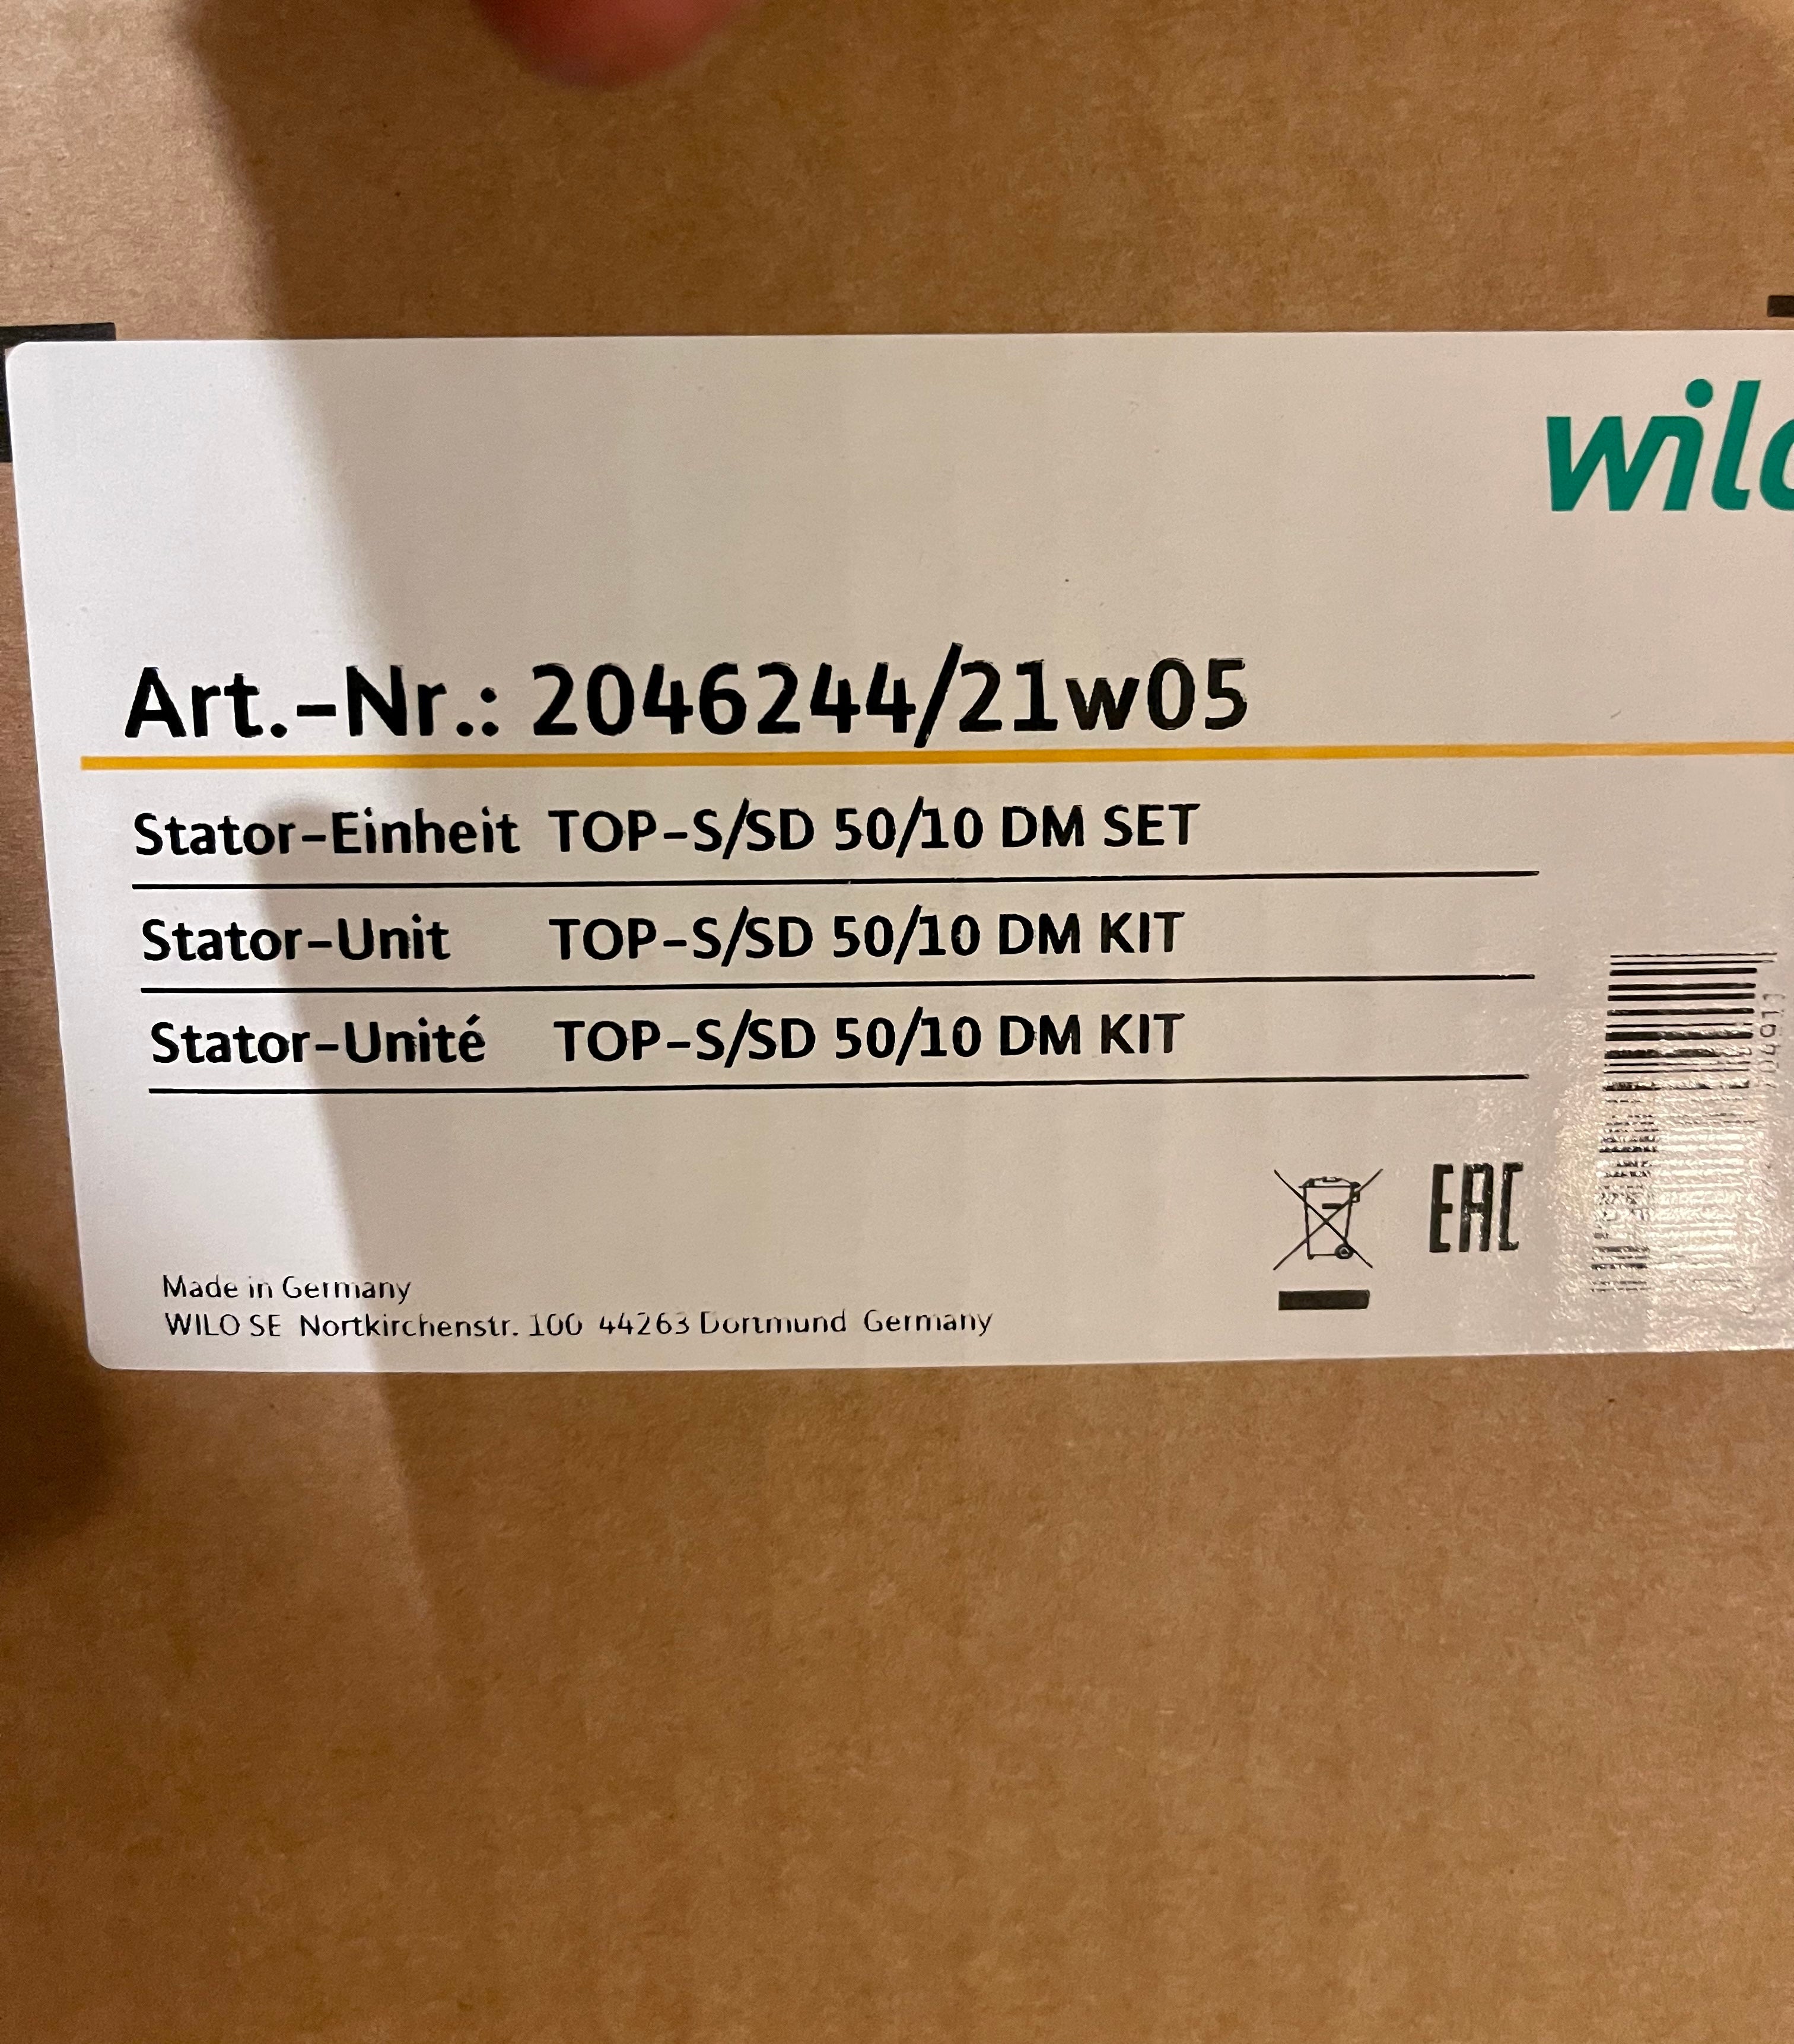 wilo
Art.-Nr.: 2046244/21w05
Stator-Einheit TOP-S/SD 50/10 DM SET
Stator-Unit TOP-S/SD 50/10 DM KIT
Stator-Unité TOP-S/SD 50/10 DM KIT
EAC
Made in Germany
WILO SE Nortkirchenstr. 100 44263 Dortmund Germany